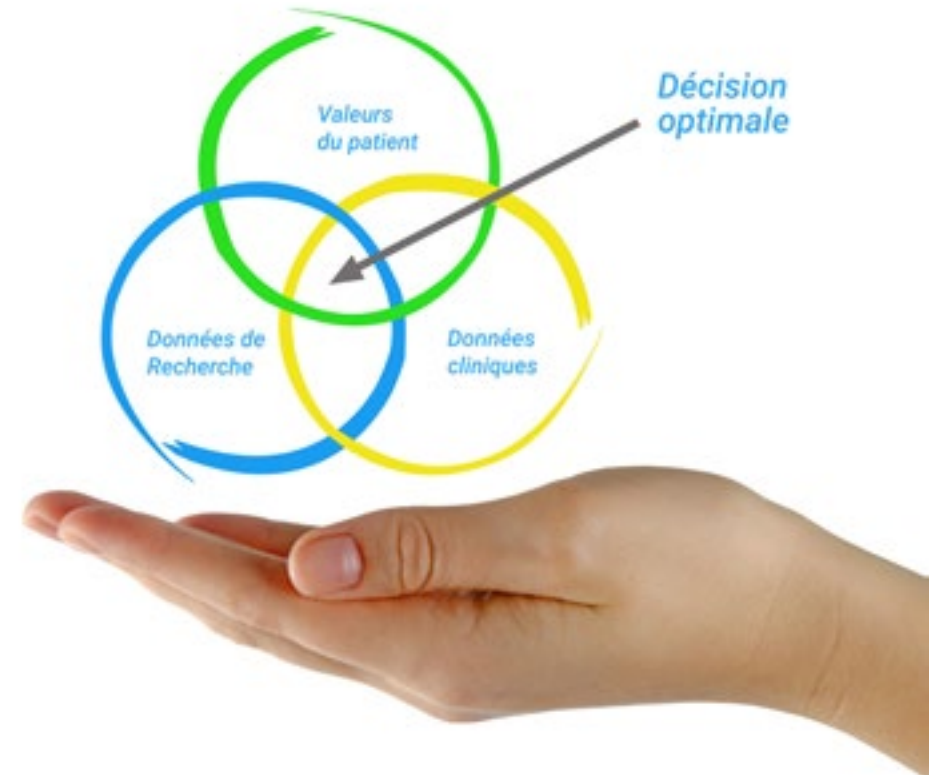 Valeurs
du patient
Décision
optimale
Données de
Recherche
Données
cliniques